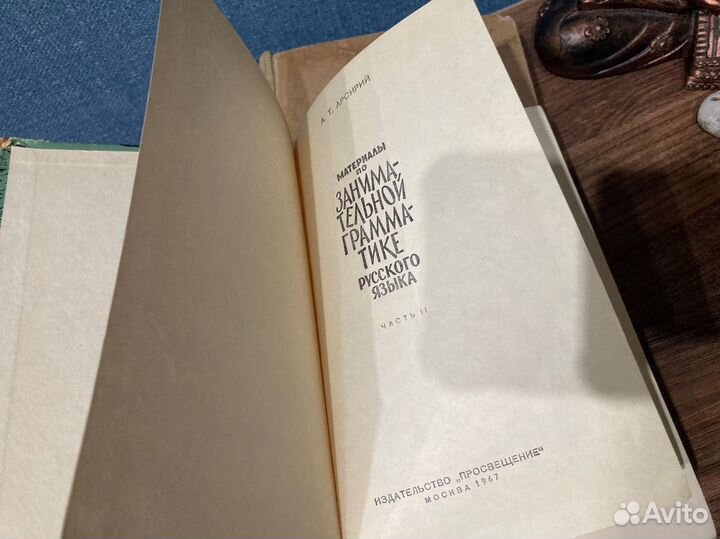 А. Т. АРСИРИЙ
МАТЕРИАЛЫ
ПО
ЗАНИМА-
ТЕЛЬНОЙ
ГРАММА-
ТИКЕ
РУССКОГО
ЯЗЫКА
ЧАСТЬ II
ИЗДАТЕЛЬСТВО „ПРОСВЕЩЕНИЕ“
МОСКВА 1967
Avito